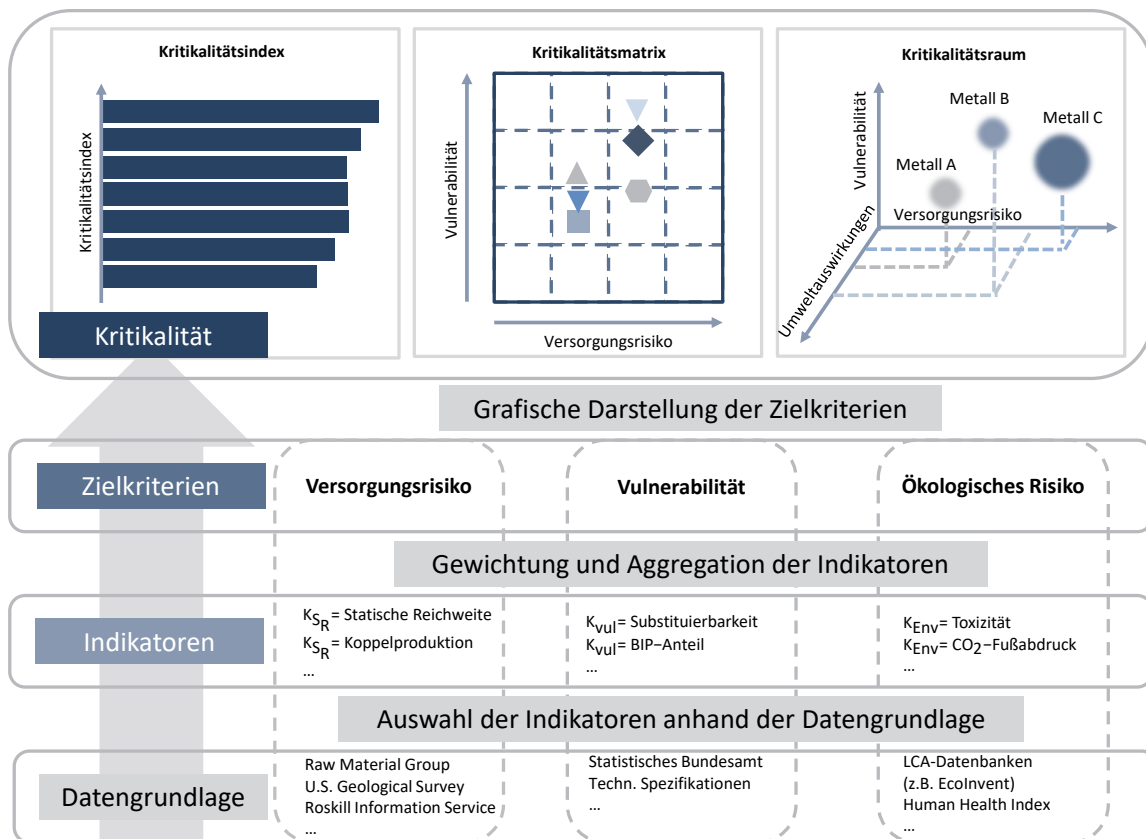 Kritikalitätsindex
Kritikalitätsindex
Kritikalität
Kritikalitätsmatrix
Vulnerabilität
Versorgungsrisiko
Kritikalitätsraum
Vulnerabilität
Metall B
Metall C
Metall A
Versorgungsrisiko
Umweltauswirkungen
Grafische Darstellung der Zielkriterien
Zielkriterien
Versorgungsrisiko
Vulnerabilität
Ökologisches Risiko
Gewichtung und Aggregation der Indikatoren
Indikatoren
K_SR= Statische Reichweite
K_SR= Koppelproduktion
...
K_vul= Substituierbarkeit
K_vul= BIP−Anteil
...
K_Env= Toxizität
K_Env= CO₂−Fußabdruck
...
Auswahl der Indikatoren anhand der Datengrundlage
Datengrundlage
Raw Material Group
U.S. Geological Survey
Roskill Information Service
...
Statistisches Bundesamt
Techn. Spezifikationen
...
LCA-Datenbanken
(z.B. EcoInvent)
Human Health Index
...